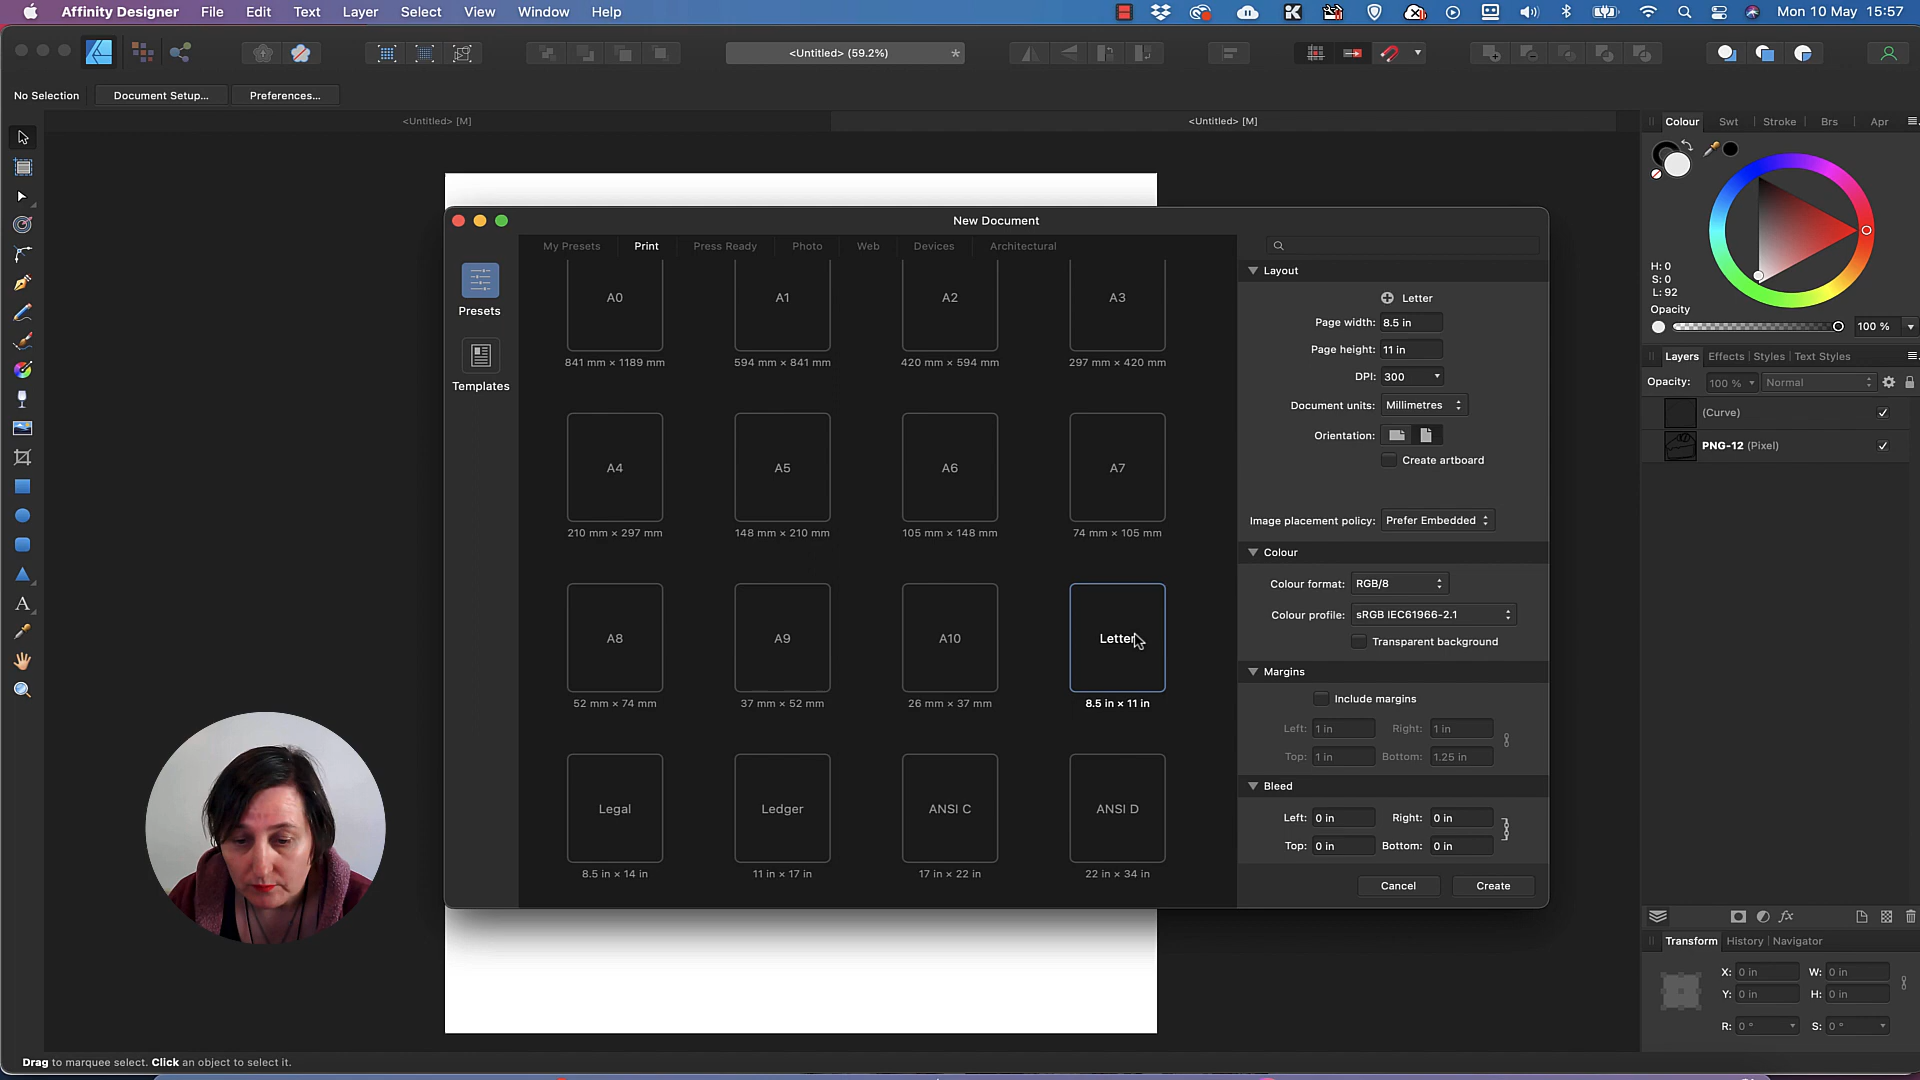 Affinity Designer File Edit Text Layer Select View Window Help Mon 10 May 15:57
<Untitled> (59.2%) *
No Selection Document Setup... Preferences...
<Untitled> [M] <Untitled> [M]
Colour Swt Stroke Brs Apr
H: 0
S: 0
L: 92
Opacity
100 %
Layers Effects Styles Text Styles
Opacity: 100 % Normal
(Curve)
PNG-12 (Pixel)
New Document
My Presets Print Press Ready Photo Web Devices Architectural
Presets
Templates
A0 A1 A2 A3
841 mm × 1189 mm 594 mm × 841 mm 420 mm × 594 mm 297 mm × 420 mm
A4 A5 A6 A7
210 mm × 297 mm 148 mm × 210 mm 105 mm × 148 mm 74 mm × 105 mm
A8 A9 A10 Letter
52 mm × 74 mm 37 mm × 52 mm 26 mm × 37 mm 8.5 in × 11 in
Legal Ledger ANSI C ANSI D
8.5 in × 14 in 11 in × 17 in 17 in × 22 in 22 in × 34 in
Layout
Letter
Page width: 8.5 in
Page height: 11 in
DPI: 300
Document units: Millimetres
Orientation:
Create artboard
Image placement policy: Prefer Embedded
Colour
Colour format: RGB/8
Colour profile: sRGB IEC61966-2.1
Transparent background
Margins
Include margins
Left: 1 in Right: 1 in
Top: 1 in Bottom: 1.25 in
Bleed
Left: 0 in Right: 0 in
Top: 0 in Bottom: 0 in
Cancel Create
fx
Transform History Navigator
X: 0 in W: 0 in
Y: 0 in H: 0 in
R: 0 ° S: 0 °
Drag to marquee select. Click an object to select it.